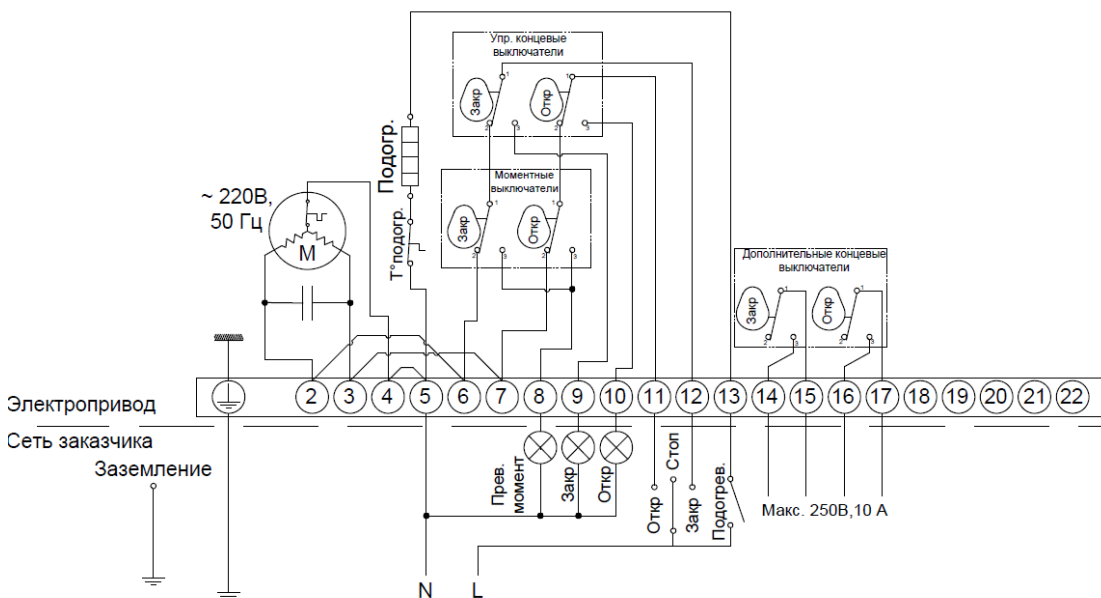 Упр. концевые
выключатели
1
1
Закр
Откр
2
3
2
3
Подогр.
Моментные
выключатели
~ 220В,
50 Гц
1
1
Закр
Откр
М
2
3
2
3
Т°подогр.
Дополнительные концевые
выключатели
1
1
Закр
Откр
2
3
2
3
2 3 4 5 6 7 8 9 10 11 12 13 14 15 16 17 18 19 20 21 22
Электропривод
Сеть заказчика
Заземление
Прев.
момент
Закр
Откр
Откр
Стоп
Закр
Подогрев.
Макс. 250В,10 А
N
L